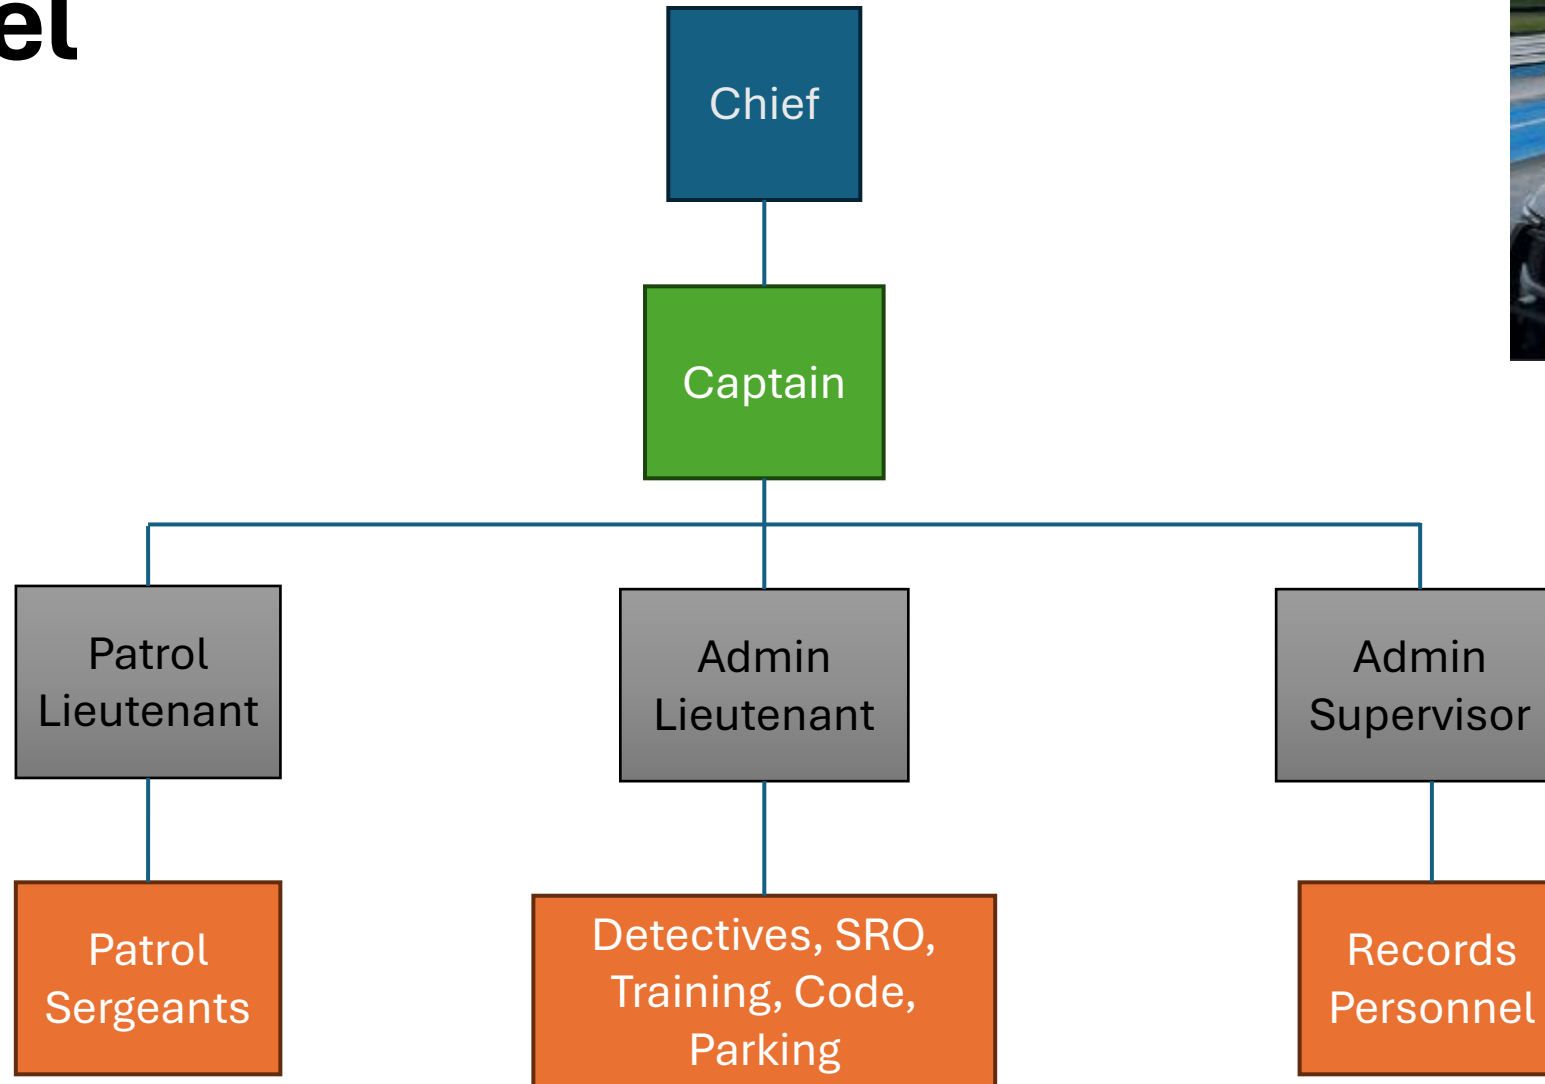 el
Chief
Captain
Patrol
Lieutenant
Admin
Lieutenant
Admin
Supervisor
Patrol
Sergeants
Detectives, SRO,
Training, Code,
Parking
Records
Personnel